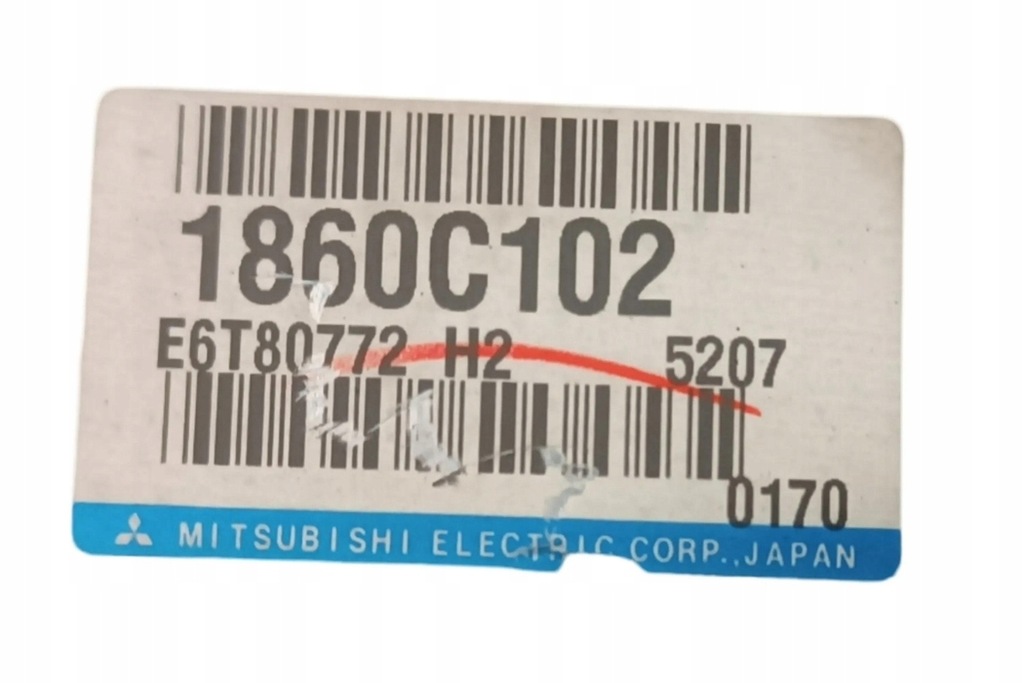 1860C102
E6T80772 H2 5207
0170
MITSUBISHI ELECTRIC CORP., JAPAN